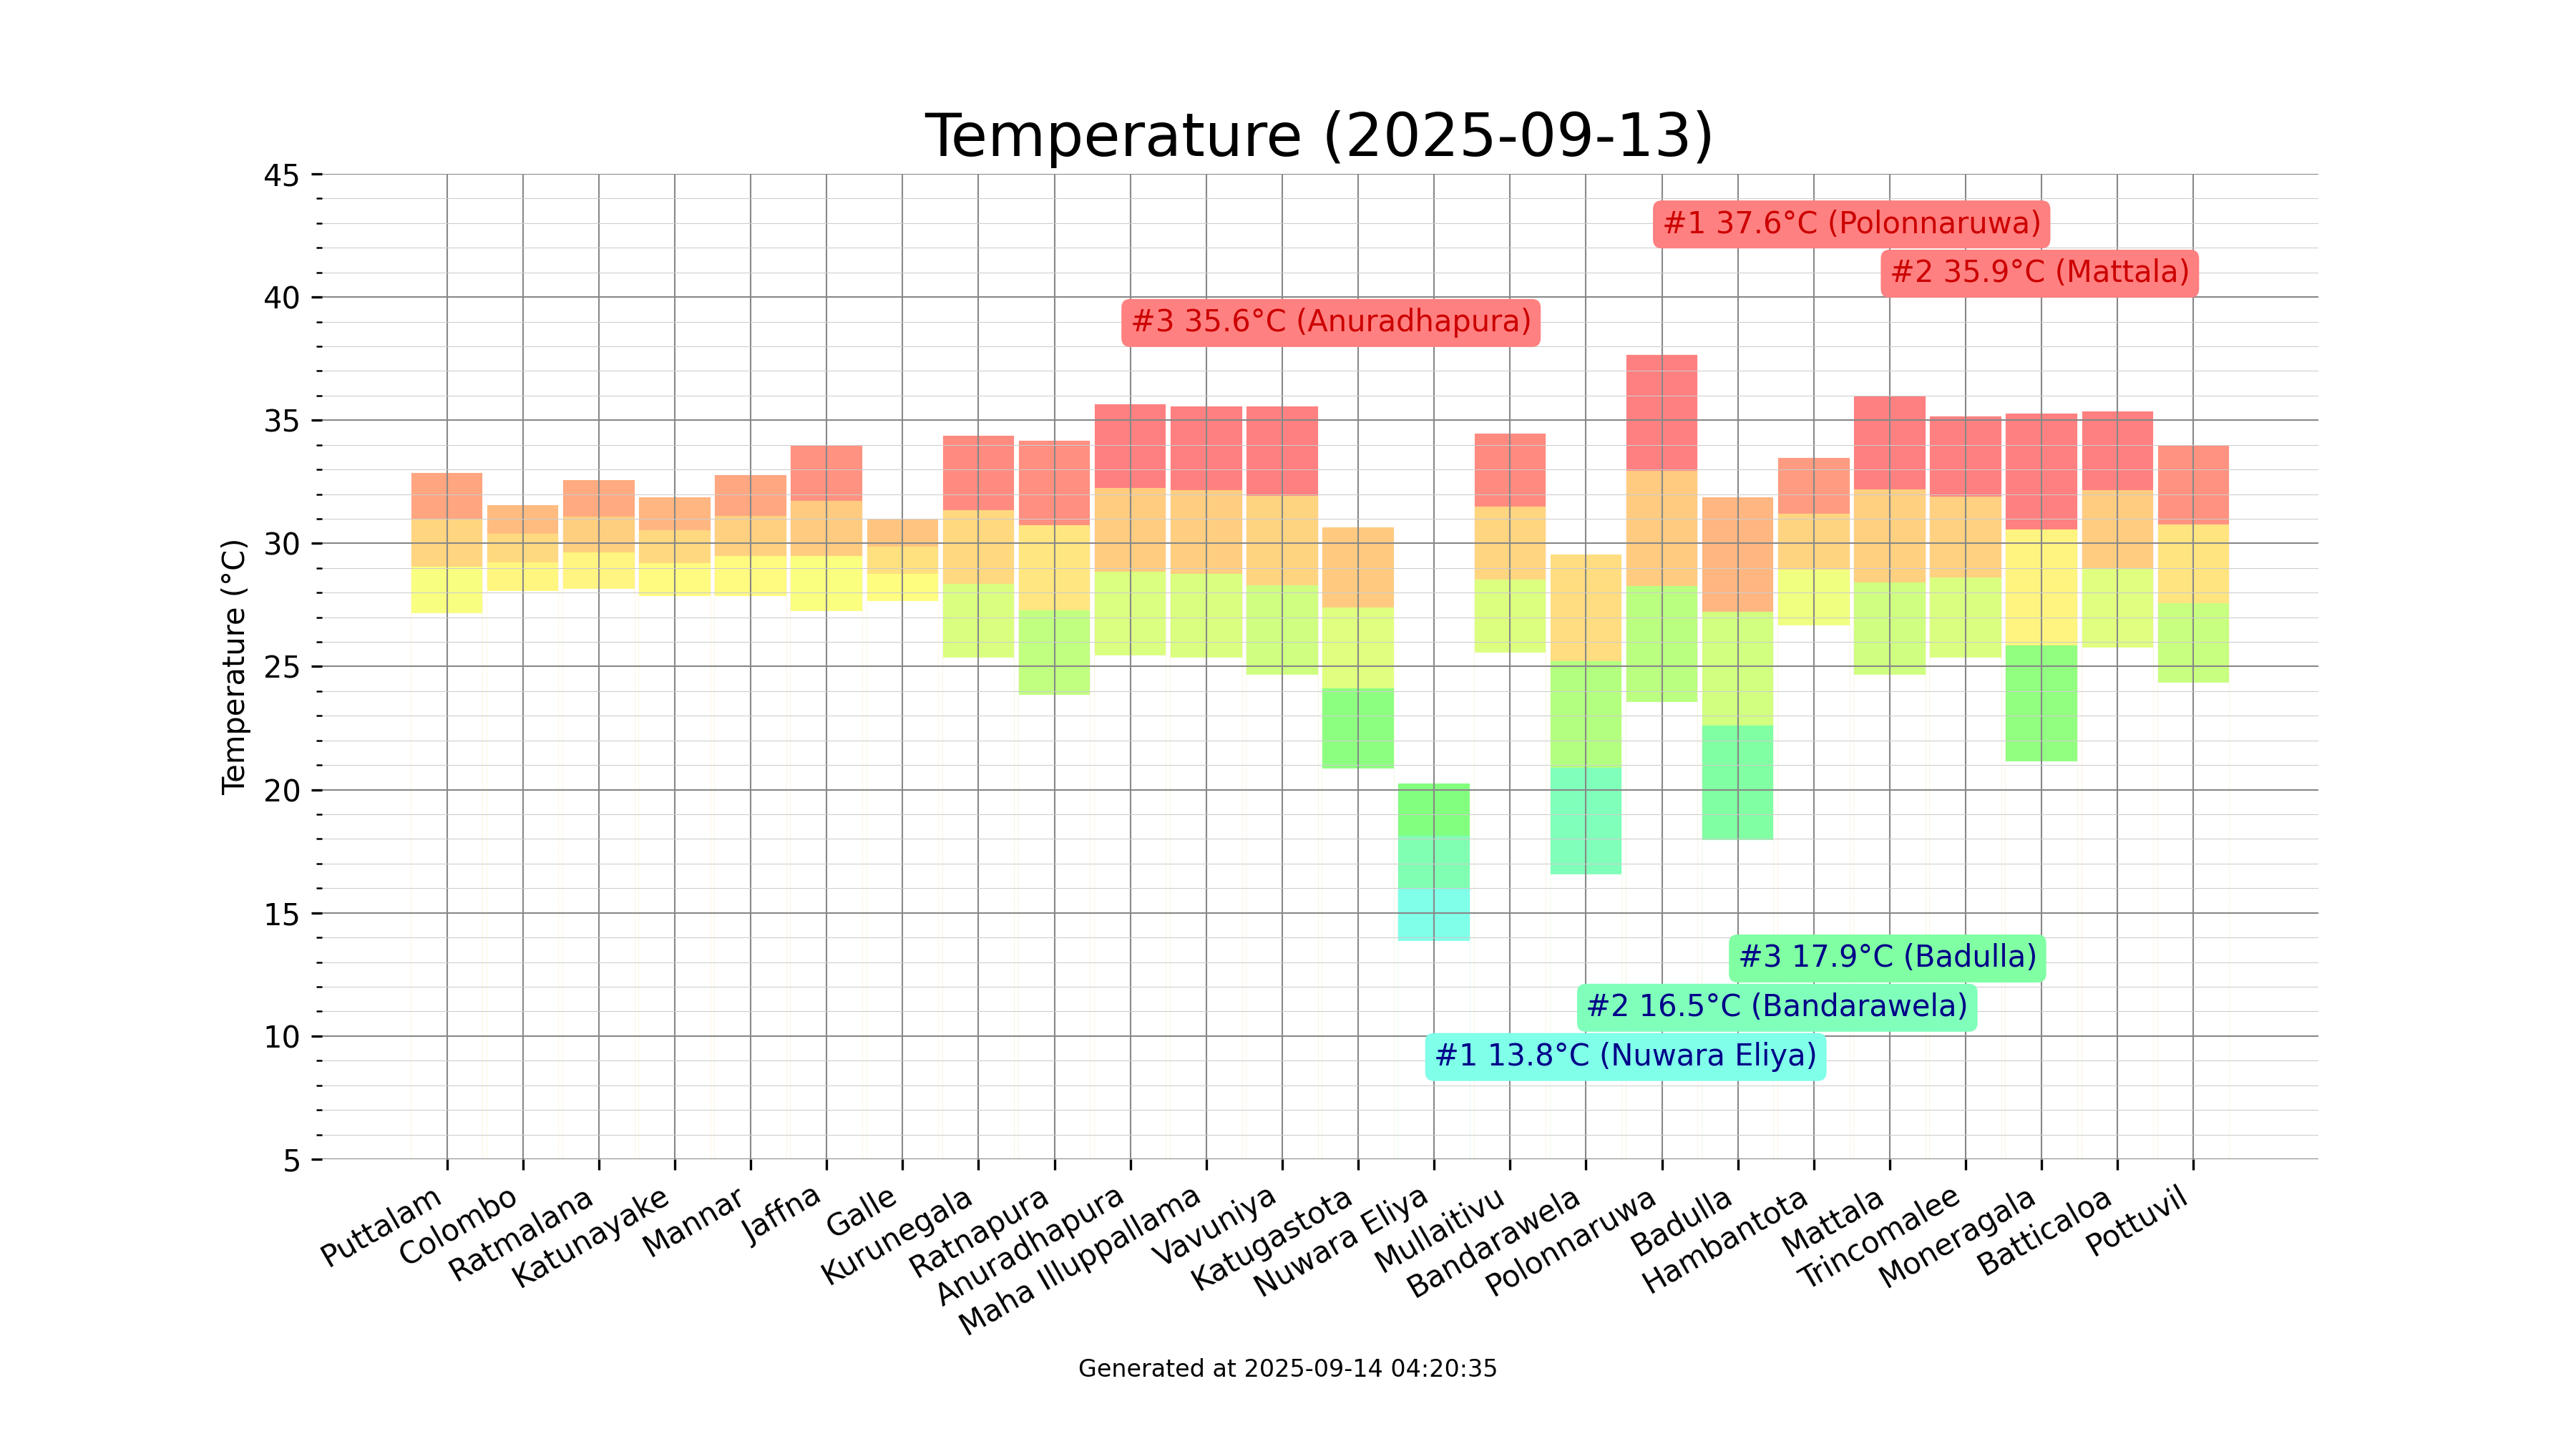 Temperature (2025-09-13)
45
40
35
30
25
20
15
10
5
Temperature (°C)
#1 37.6°C (Polonnaruwa)
#2 35.9°C (Mattala)
#3 35.6°C (Anuradhapura)
#3 17.9°C (Badulla)
#2 16.5°C (Bandarawela)
#1 13.8°C (Nuwara Eliya)
Puttalam
Colombo
Ratmalana
Katunayake
Mannar
Jaffna
Galle
Kurunegala
Ratnapura
Anuradhapura
Maha Illuppallama
Vavuniya
Katugastota
Nuwara Eliya
Mullaitivu
Bandarawela
Polonnaruwa
Badulla
Hambantota
Mattala
Trincomalee
Moneragala
Batticaloa
Pottuvil
Generated at 2025-09-14 04:20:35